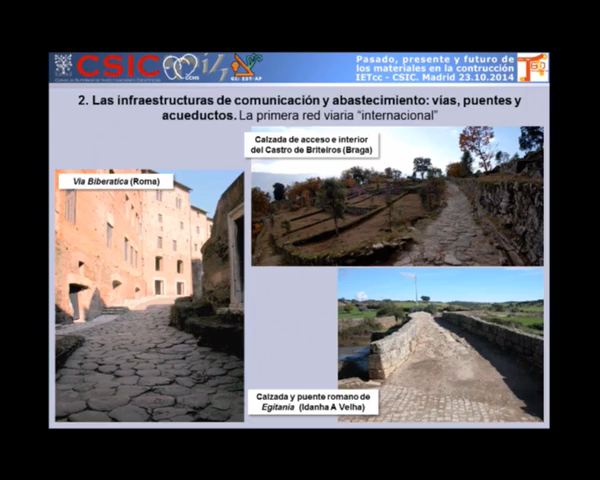 CSIC
CCHS
Pasado, presente y futuro de
los materiales en la contrucción
IETcc - CSIC. Madrid 23.10.2014
2. Las infraestructuras de comunicación y abastecimiento: vías, puentes y
acueductos. La primera red viaria "internacional"
Calzada de acceso e interior
del Castro de Briteiros (Braga)
Via Biberatica (Roma)
Calzada y puente romano de
Egitania (Idanha A Velha)